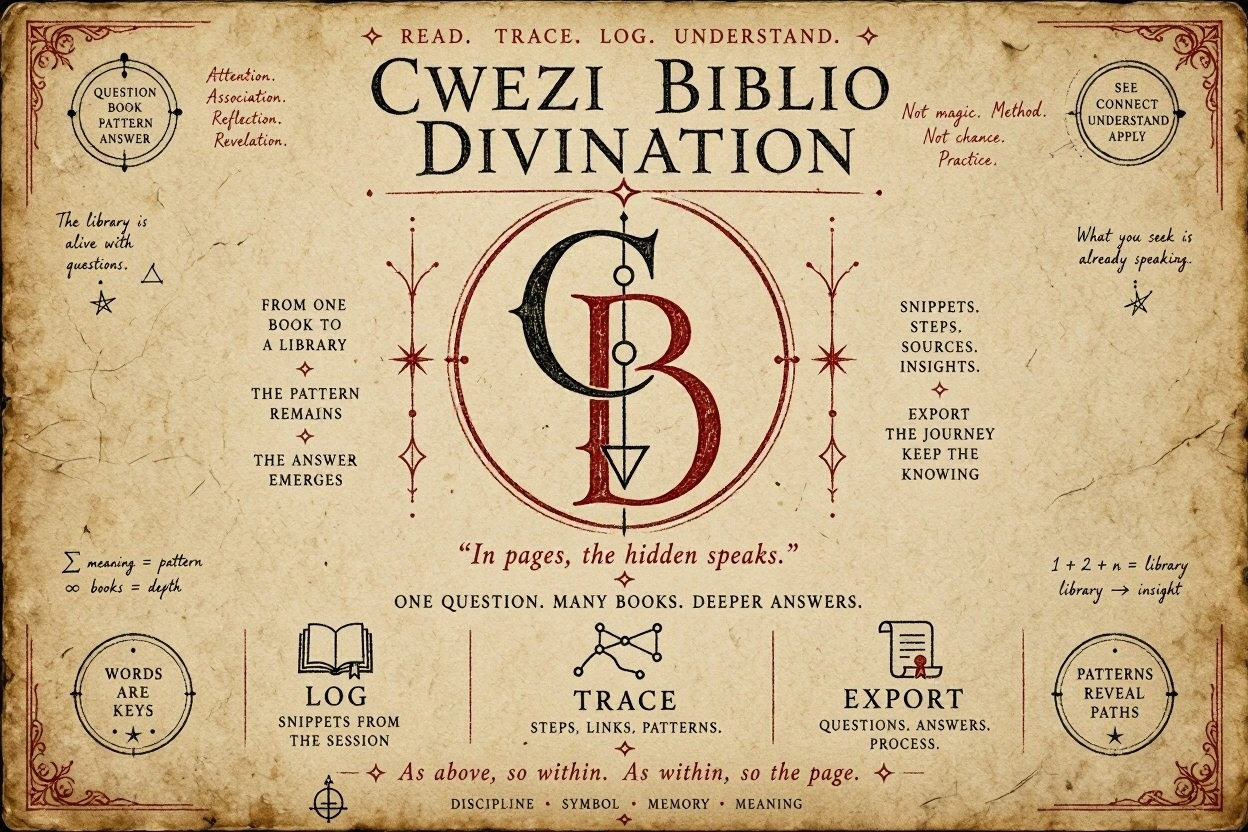 READ. TRACE. LOG. UNDERSTAND.
CWEZI BIBLIO
DIVINATION
QUESTION
BOOK
PATTERN
ANSWER
Attention.
Association.
Reflection.
Revelation.
Not magic. Method.
Not chance.
Practice.
SEE
CONNECT
UNDERSTAND
APPLY
The library is
alive with
questions.
What you seek is
already speaking.
FROM ONE
BOOK TO
A LIBRARY
THE PATTERN
REMAINS
THE ANSWER
EMERGES
CB
SNIPPETS.
STEPS.
SOURCES.
INSIGHTS.
EXPORT
THE JOURNEY
KEEP THE
KNOWING
“In pages, the hidden speaks.”
ONE QUESTION. MANY BOOKS. DEEPER ANSWERS.
∑ meaning = pattern
∞ books = depth
1 + 2 + n = library
library → insight
WORDS
ARE
KEYS
LOG
SNIPPETS FROM
THE SESSION
TRACE
STEPS, LINKS, PATTERNS.
EXPORT
QUESTIONS. ANSWERS.
PROCESS.
PATTERNS
REVEAL
PATHS
As above, so within. As within, so the page.
DISCIPLINE • SYMBOL • MEMORY • MEANING